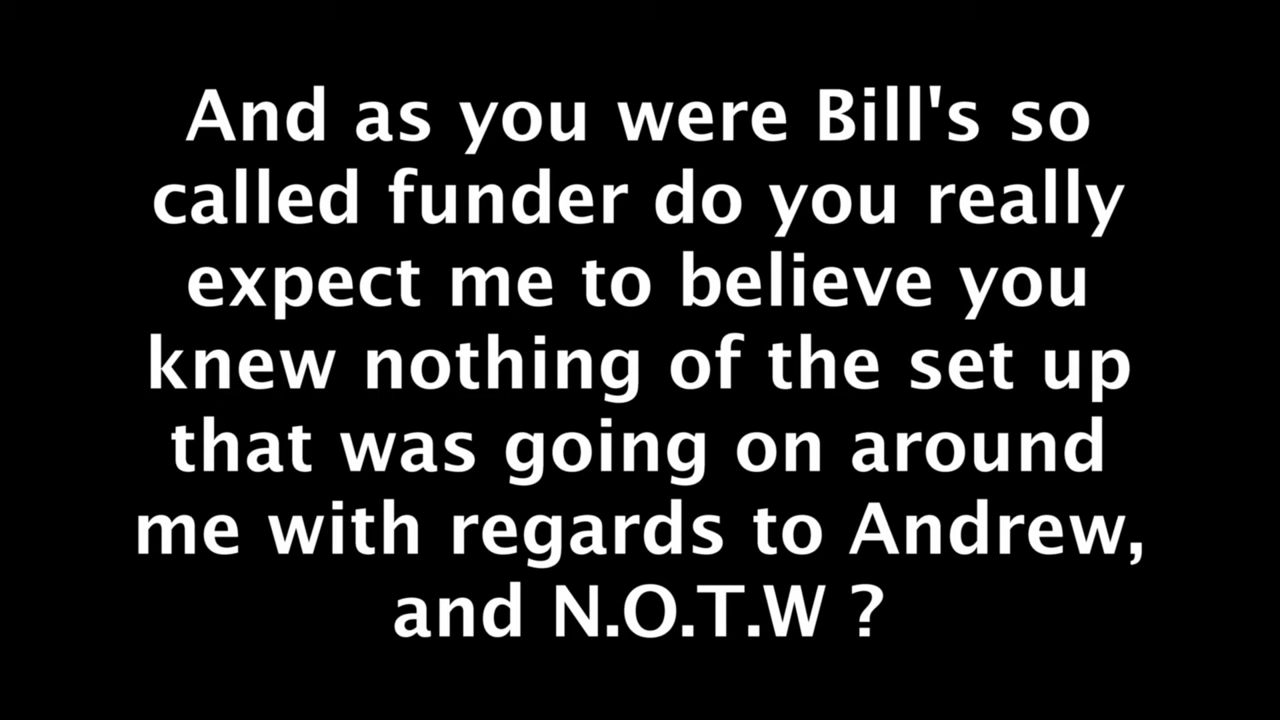 And as you were Bill's so
called funder do you really
expect me to believe you
knew nothing of the set up
that was going on around
me with regards to Andrew,
and N.O.T.W ?